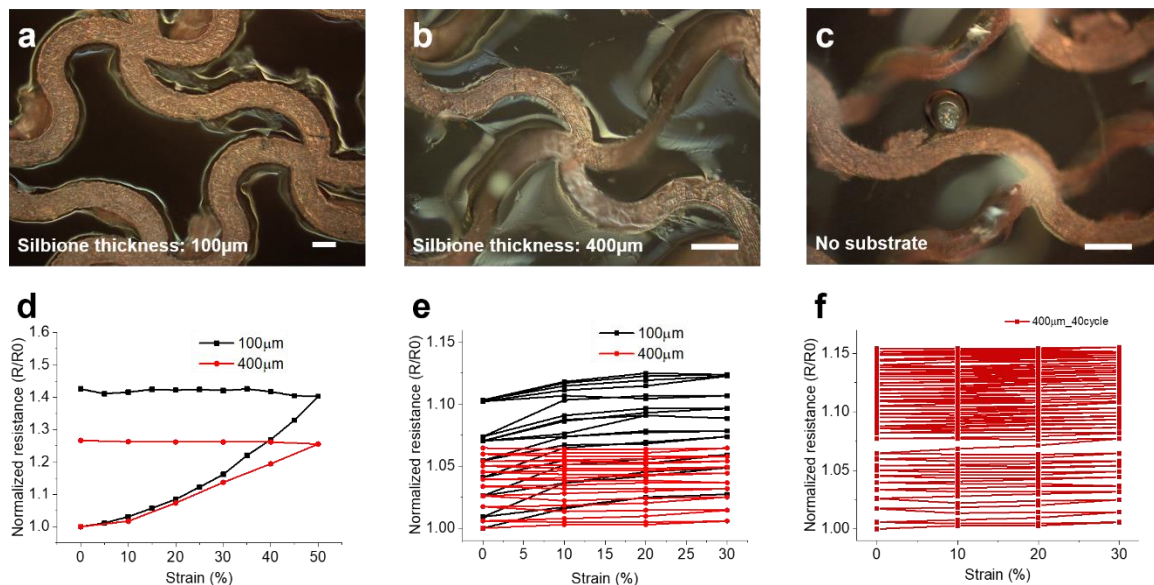 a
Silbione thickness: 100μm
b
Silbione thickness: 400μm
c
No substrate
d
Normalized resistance (R/R0)
1.6
1.5
1.4
1.3
1.2
1.1
1.0
100μm
400μm
0 10 20 30 40 50
Strain (%)
e
Normalized resistance (R/R0)
1.15
1.10
1.05
1.00
100μm
400μm
0 10 20 30
Strain (%)
f
Normalized resistance (R/R0)
1.15
1.10
1.05
1.00
400μm_40cycle
0 10 20 30
Strain (%)